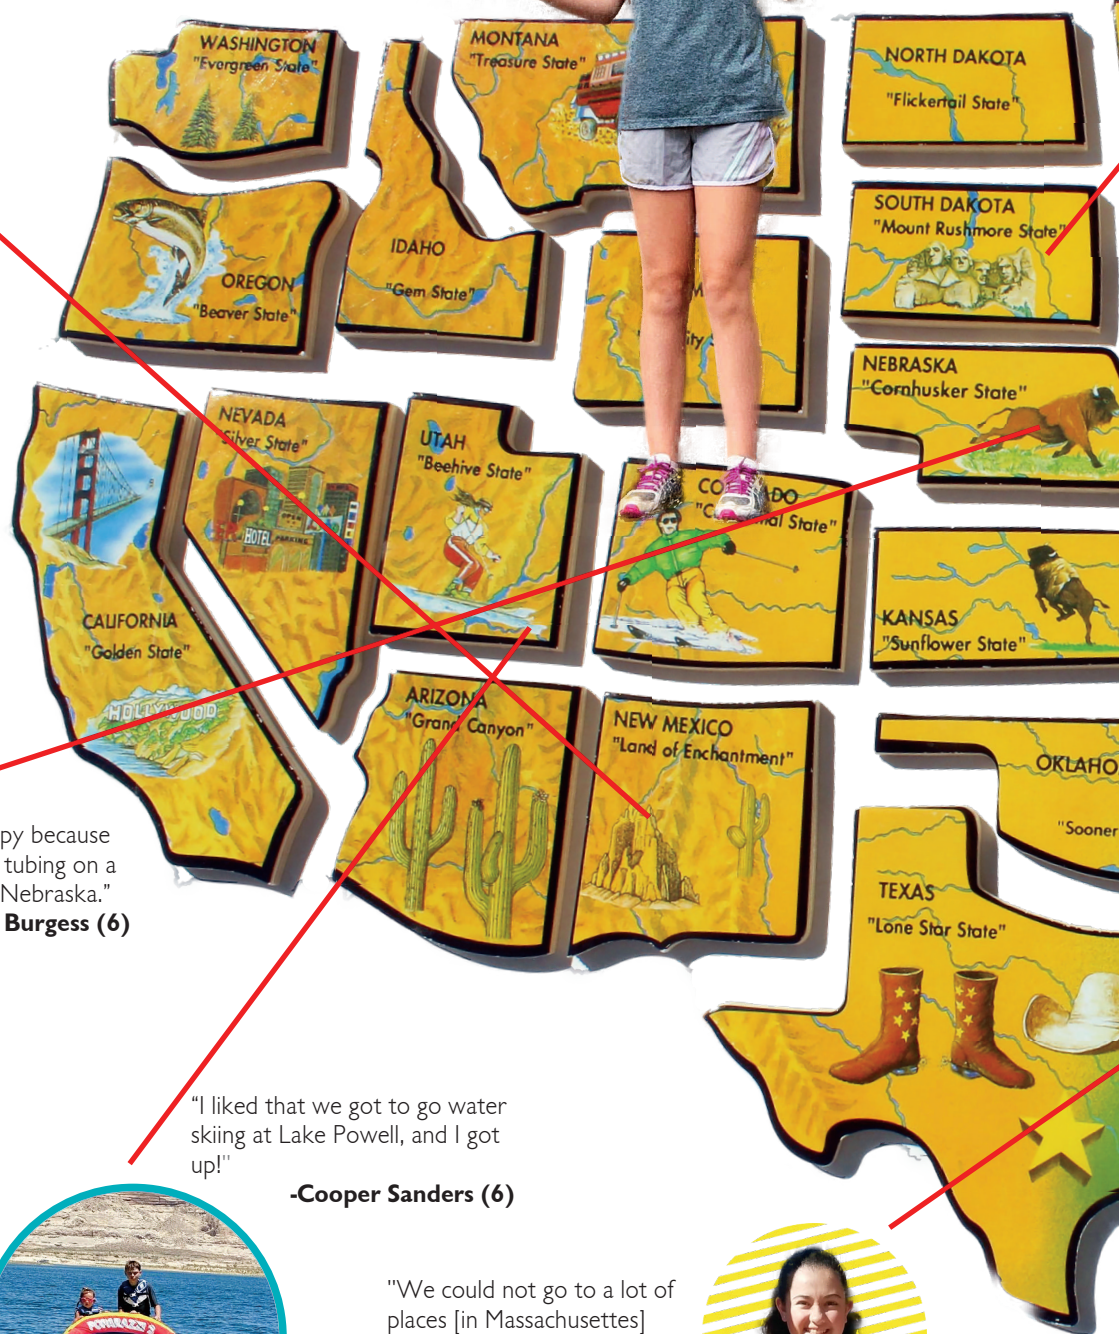 WASHINGTON
"Evergreen State"
MONTANA
"Treasure State"
NORTH DAKOTA
"Flickertail State"
OREGON
"Beaver State"
IDAHO
"Gem State"
SOUTH DAKOTA
"Mount Rushmore State"
NEBRASKA
"Cornhusker State"
NEVADA
"Silver State"
HOTEL
PARKING
UTAH
"Beehive State"
State"
CALIFORNIA
"Golden State"
HOLLYWOOD
KANSAS
"Sunflower State"
ARIZONA
"Grand Canyon"
NEW MEXICO
"Land of Enchantment"
OKLAHO
"Sooner
TEXAS
"Lone Star State"
py because
tubing on a
Nebraska.”
Burgess (6)
“I liked that we got to go water
skiing at Lake Powell, and I got
up!"
-Cooper Sanders (6)
"We could not go to a lot of
places [in Massachusettes]